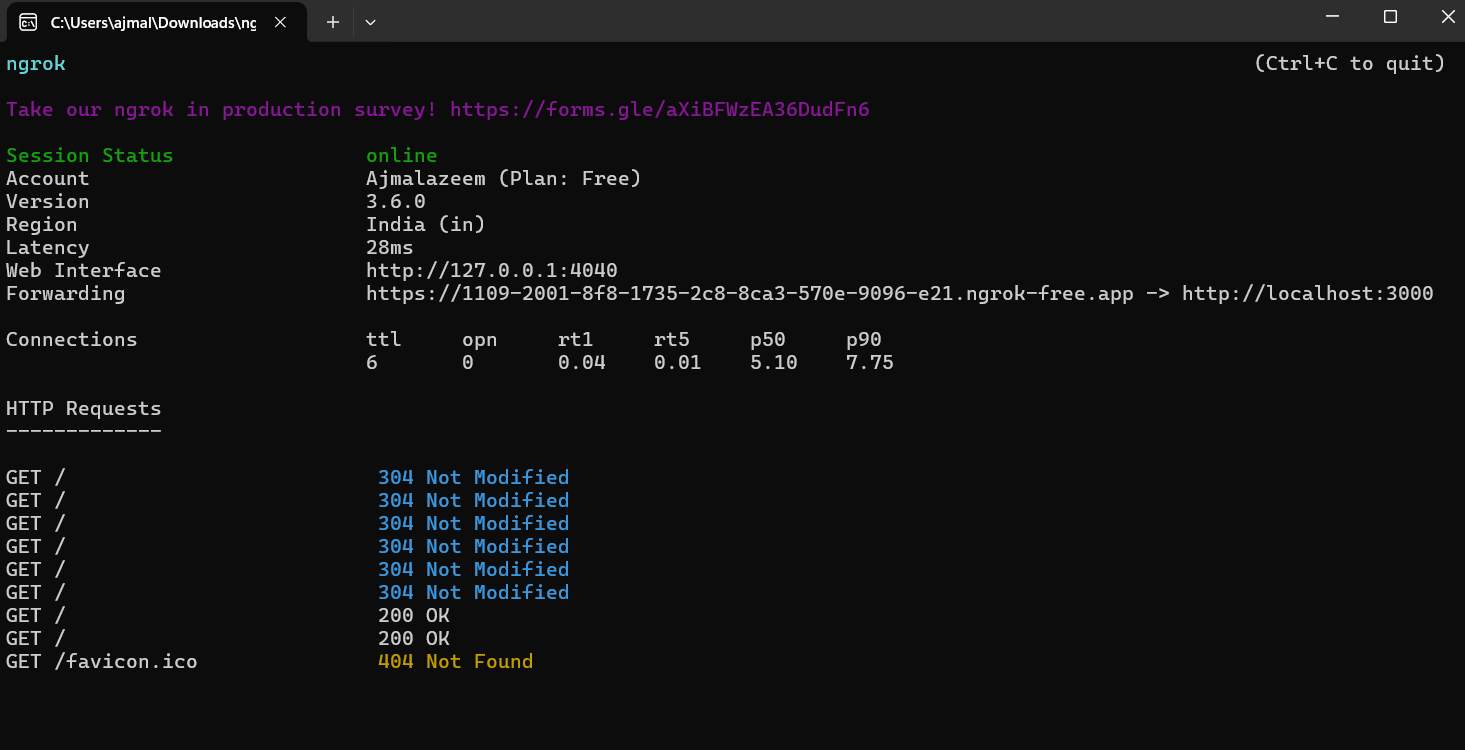 C:\Users\ajmal\Downloads\ng
ngrok (Ctrl+C to quit)
Take our ngrok in production survey! https://forms.gle/aXiBFWzEA36DudFn6
Session Status online
Account Ajmalazeem (Plan: Free)
Version 3.6.0
Region India (in)
Latency 28ms
Web Interface http://127.0.0.1:4040
Forwarding https://1109-2001-8f8-1735-2c8-8ca3-570e-9096-e21.ngrok-free.app -> http://localhost:3000
Connections ttl opn rt1 rt5 p50 p90
6 0 0.04 0.01 5.10 7.75
HTTP Requests
-------------
GET / 304 Not Modified
GET / 304 Not Modified
GET / 304 Not Modified
GET / 304 Not Modified
GET / 304 Not Modified
GET / 304 Not Modified
GET / 200 OK
GET / 200 OK
GET /favicon.ico 404 Not Found